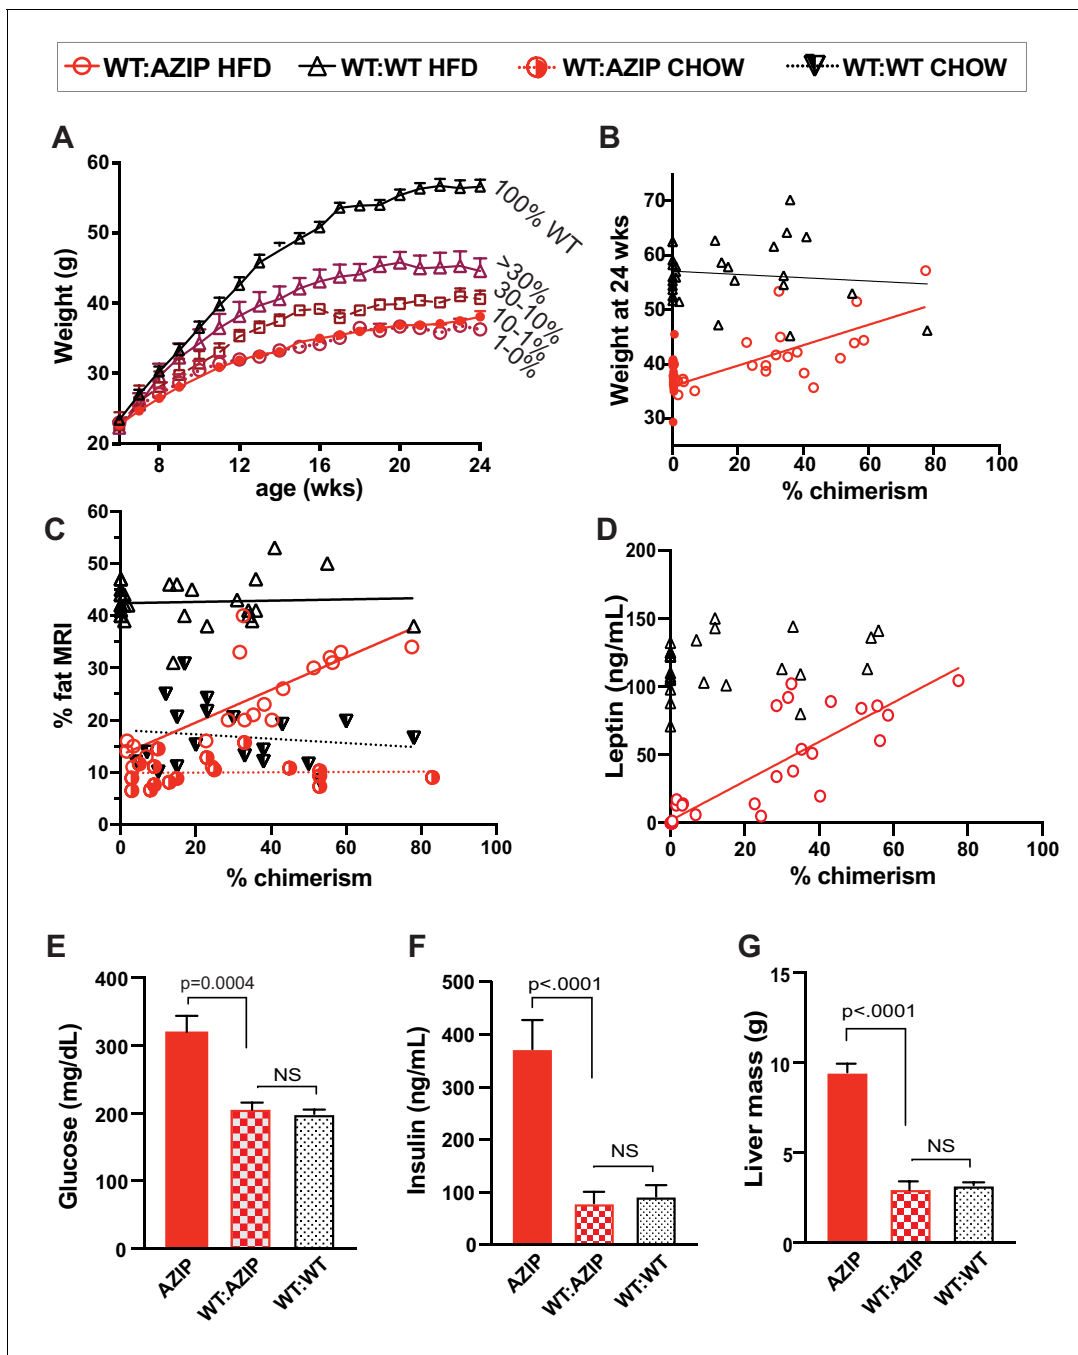 WT:AZIP HFD WT:WT HFD WT:AZIP CHOW WT:WT CHOW
A
Weight (g)
60
50
40
30
20
8 12 16 20 24
age (wks)
100% WT
>30%
30-10%
10-1%
1-0%
B
Weight at 24 wks
70
60
50
40
30
0 20 40 60 80 100
% chimerism
C
% fat MRI
60
50
40
30
20
10
0
0 20 40 60 80 100
% chimerism
D
Leptin (ng/mL)
200
150
100
50
0
0 20 40 60 80 100
% chimerism
E
Glucose (mg/dL)
400
300
200
100
0
p=0.0004
NS
AZIP WT:AZIP WT:WT
F
Insulin (ng/mL)
500
400
300
200
100
0
p<.0001
NS
AZIP WT:AZIP WT:WT
G
Liver mass (g)
15
10
5
0
p<.0001
NS
AZIP WT:AZIP WT:WT